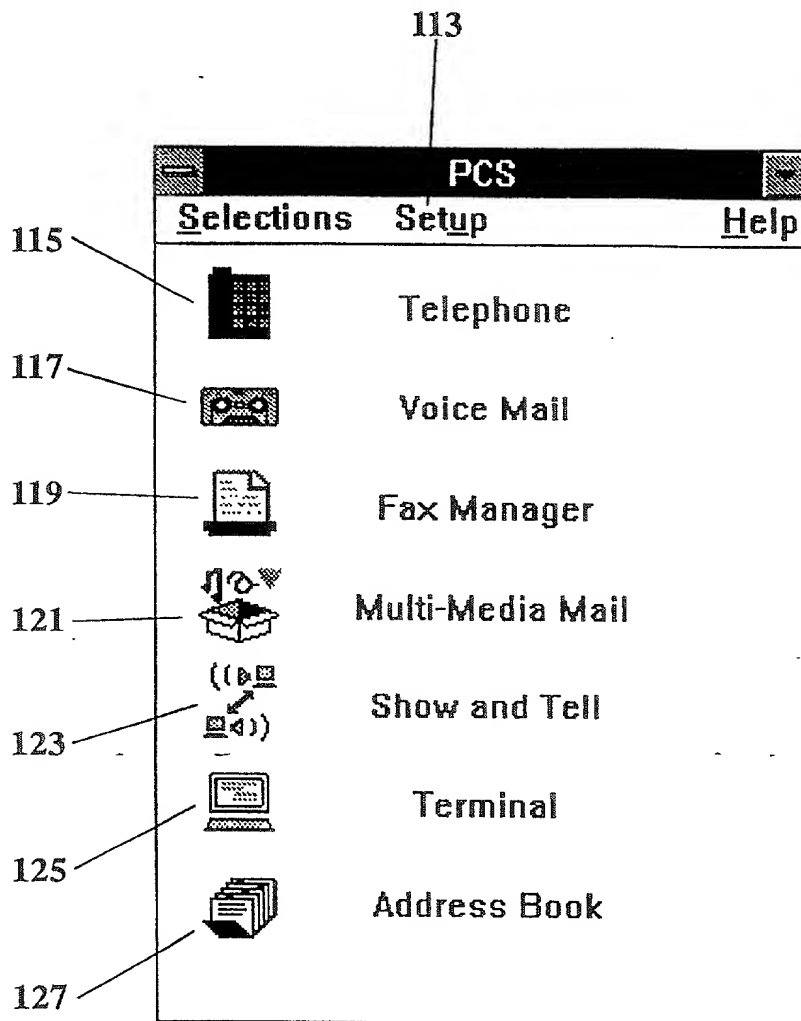 113
PCS
Selections Setup Help
115 Telephone
117 Voice Mail
119 Fax Manager
121 Multi-Media Mail
123 Show and Tell
125 Terminal
127 Address Book